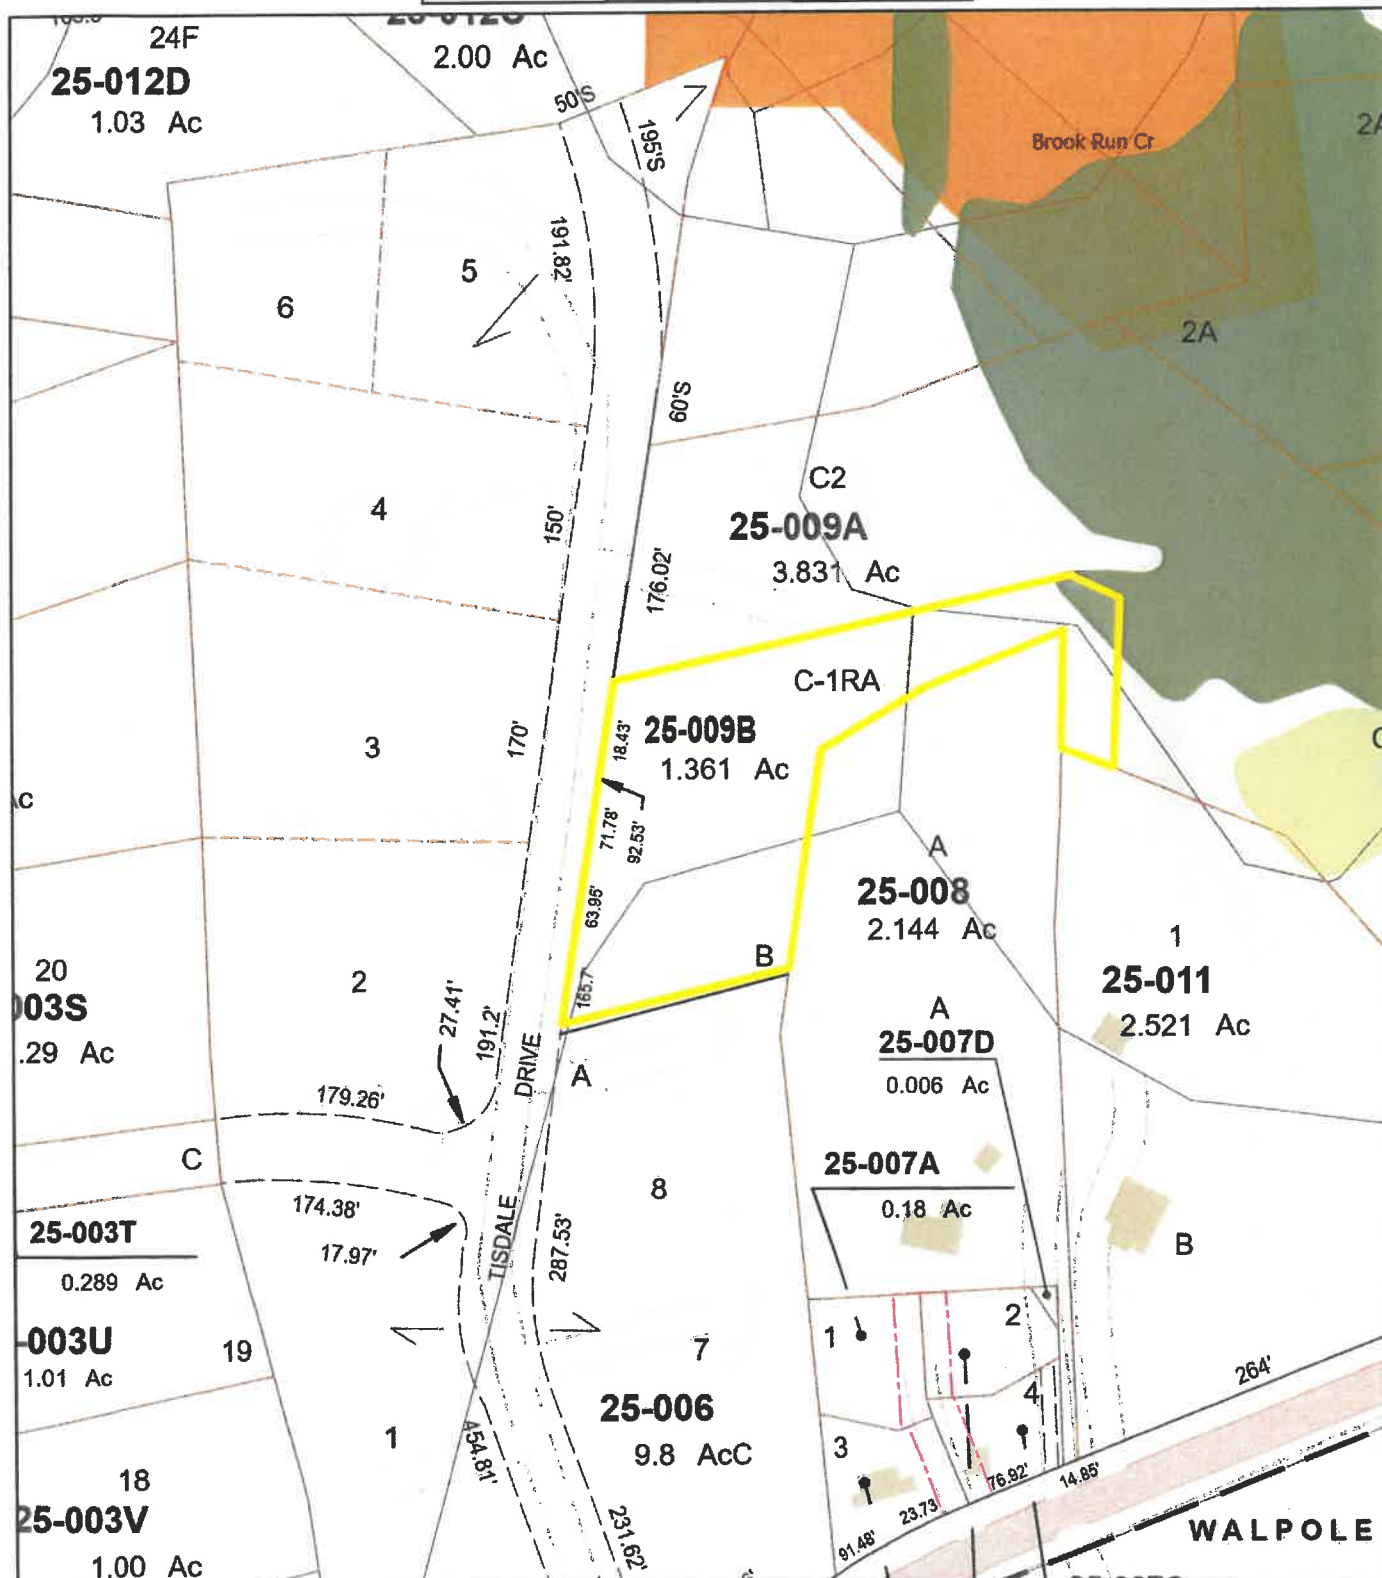 24F
25-012D
1.03 Ac
2.00 Ac
50'S
195'S
Brook Run Cr
2A
191.82'
5
6
2A
60'S
4
150'
C2
25-009A
3.831 Ac
176.02'
C-1RA
3
170'
18.43'
25-009B
1.361 Ac
71.78'
92.53'
A
25-008
2.144 Ac
63.95'
B
1
25-011
2.521 Ac
20
003S
.29 Ac
2
27.41'
191.2'
165.7
A
25-007D
0.006 Ac
DRIVE
A
179.26'
C
174.38'
17.97'
8
25-007A
0.18 Ac
B
25-003T
0.289 Ac
TISDALE
287.53'
-003U
1.01 Ac
19
7
1
2
4
264'
25-006
9.8 AcC
1
454.81'
3
76.92'
14.85'
18
25-003V
1.00 Ac
231.62'
91.48'
23.73
WALPOLE